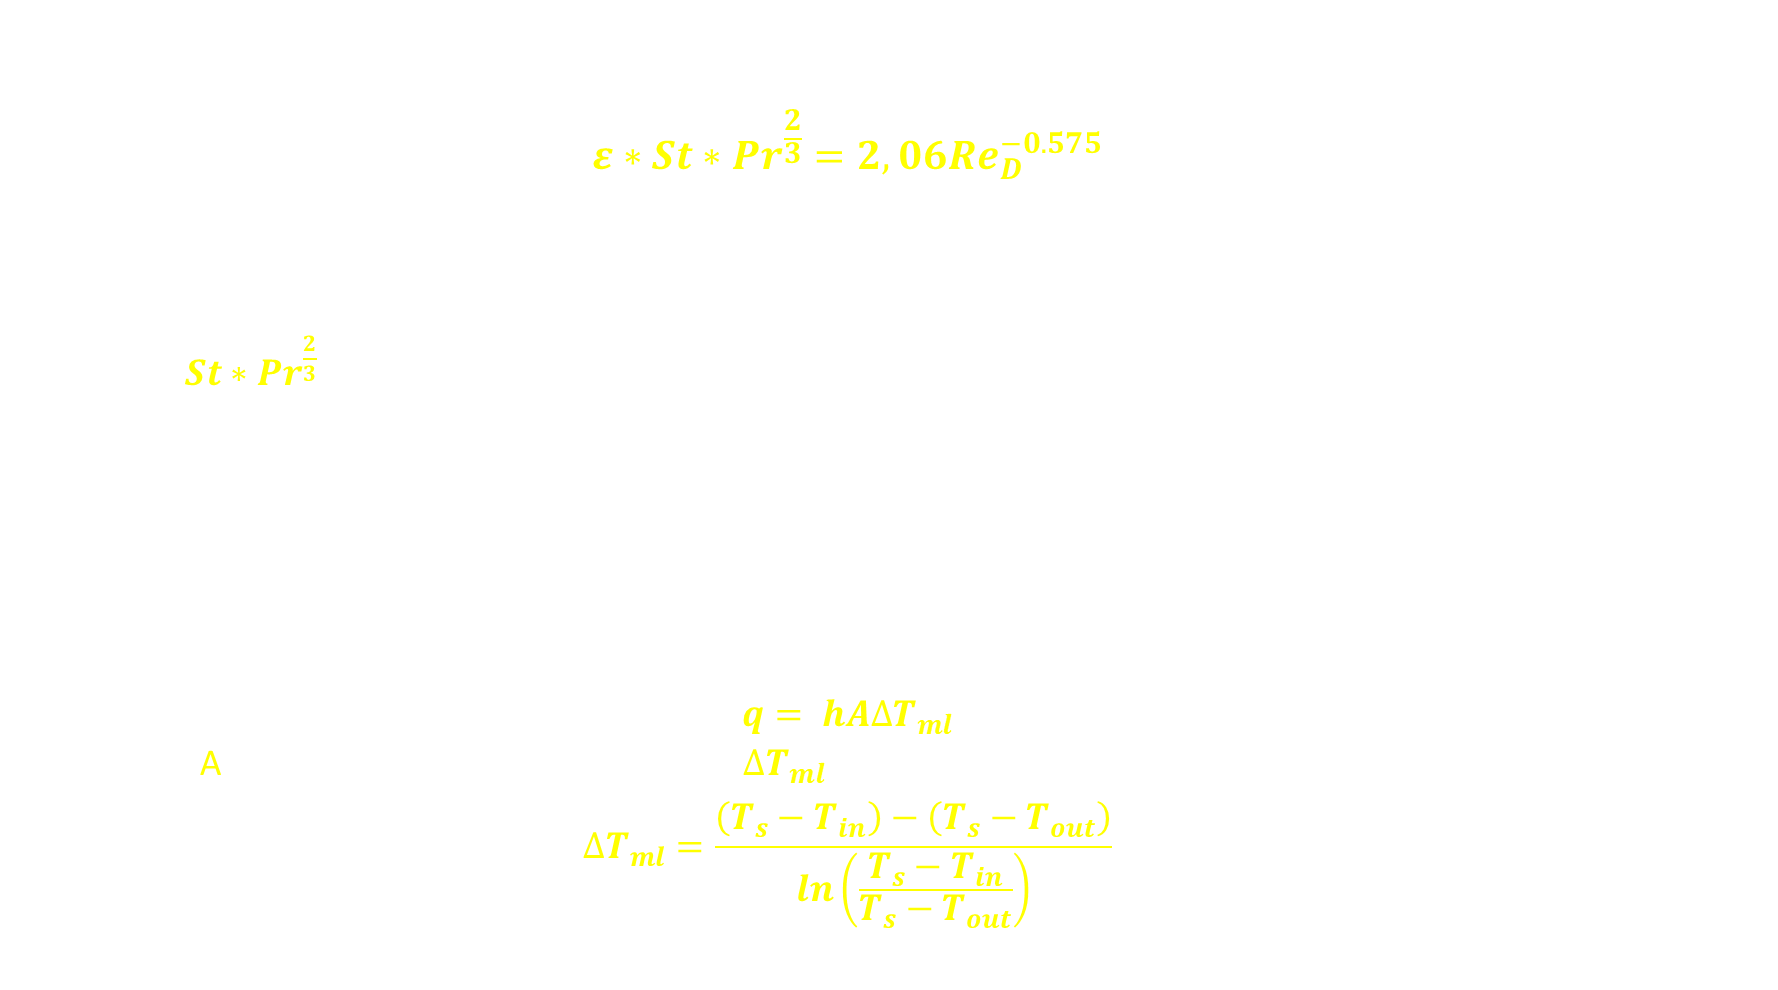 ε ∗ St ∗ Pr^(2/3) = 2,06Re_D^(−0.575)
St ∗ Pr^(2/3)
q = hAΔT_ml
A ΔT_ml
ΔT_ml = ((T_s − T_in) − (T_s − T_out)) / (ln((T_s − T_in)/(T_s − T_out)))